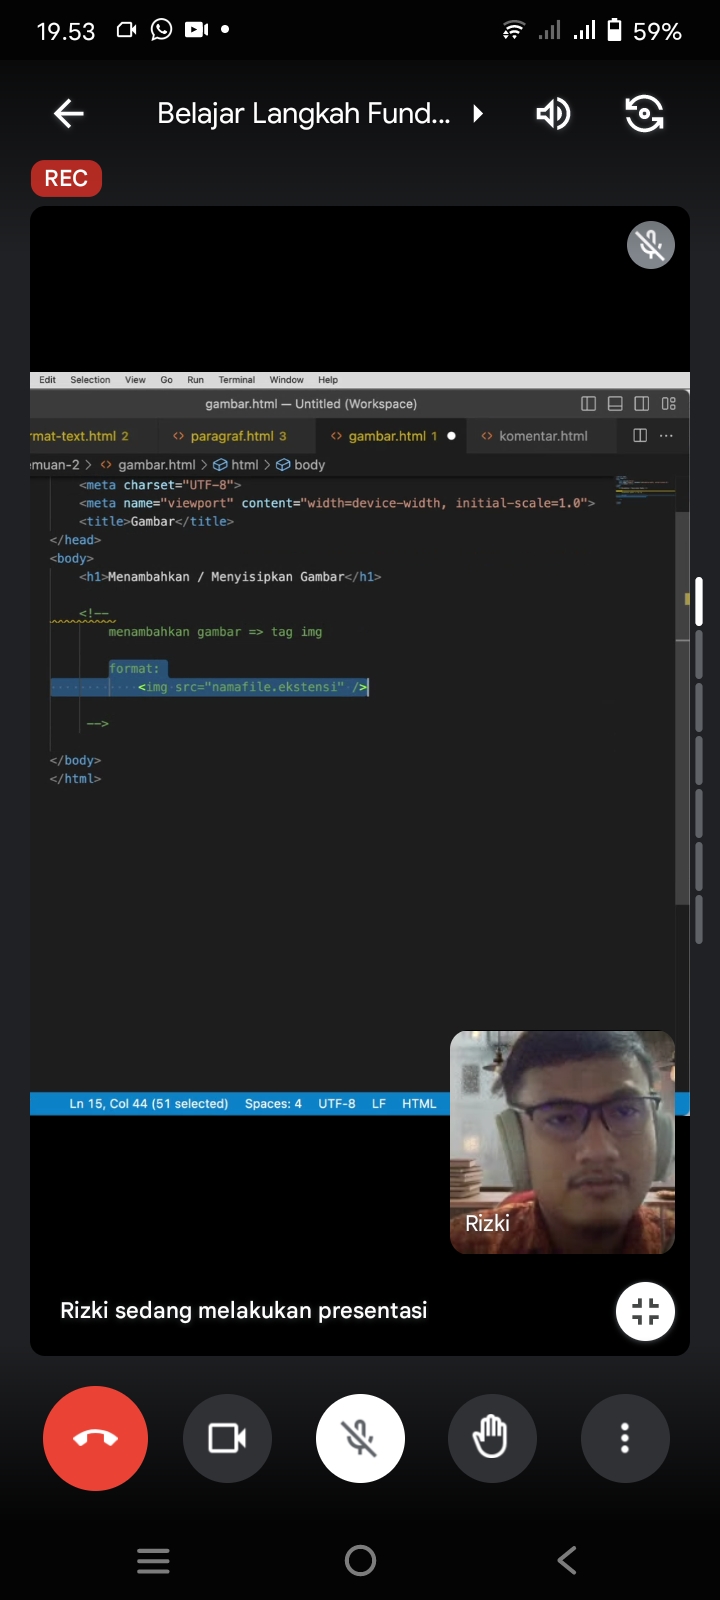 19.53
59%
Belajar Langkah Fund...
REC
Edit Selection View Go Run Terminal Window Help
gambar.html — Untitled (Workspace)
rmat-text.html 2 <> paragraf.html 3 <> gambar.html 1 ● <> komentar.html ...
emuan-2 > <> gambar.html > html > body
<meta charset="UTF-8">
<meta name="viewport" content="width=device-width, initial-scale=1.0">
<title>Gambar</title>
</head>
<body>
<h1>Menambahkan / Menyisipkan Gambar</h1>
<!--
menambahkan gambar => tag img
format:
<img src="namafile.ekstensi" />
-->
</body>
</html>
Ln 15, Col 44 (51 selected) Spaces: 4 UTF-8 LF HTML
Rizki
Rizki sedang melakukan presentasi